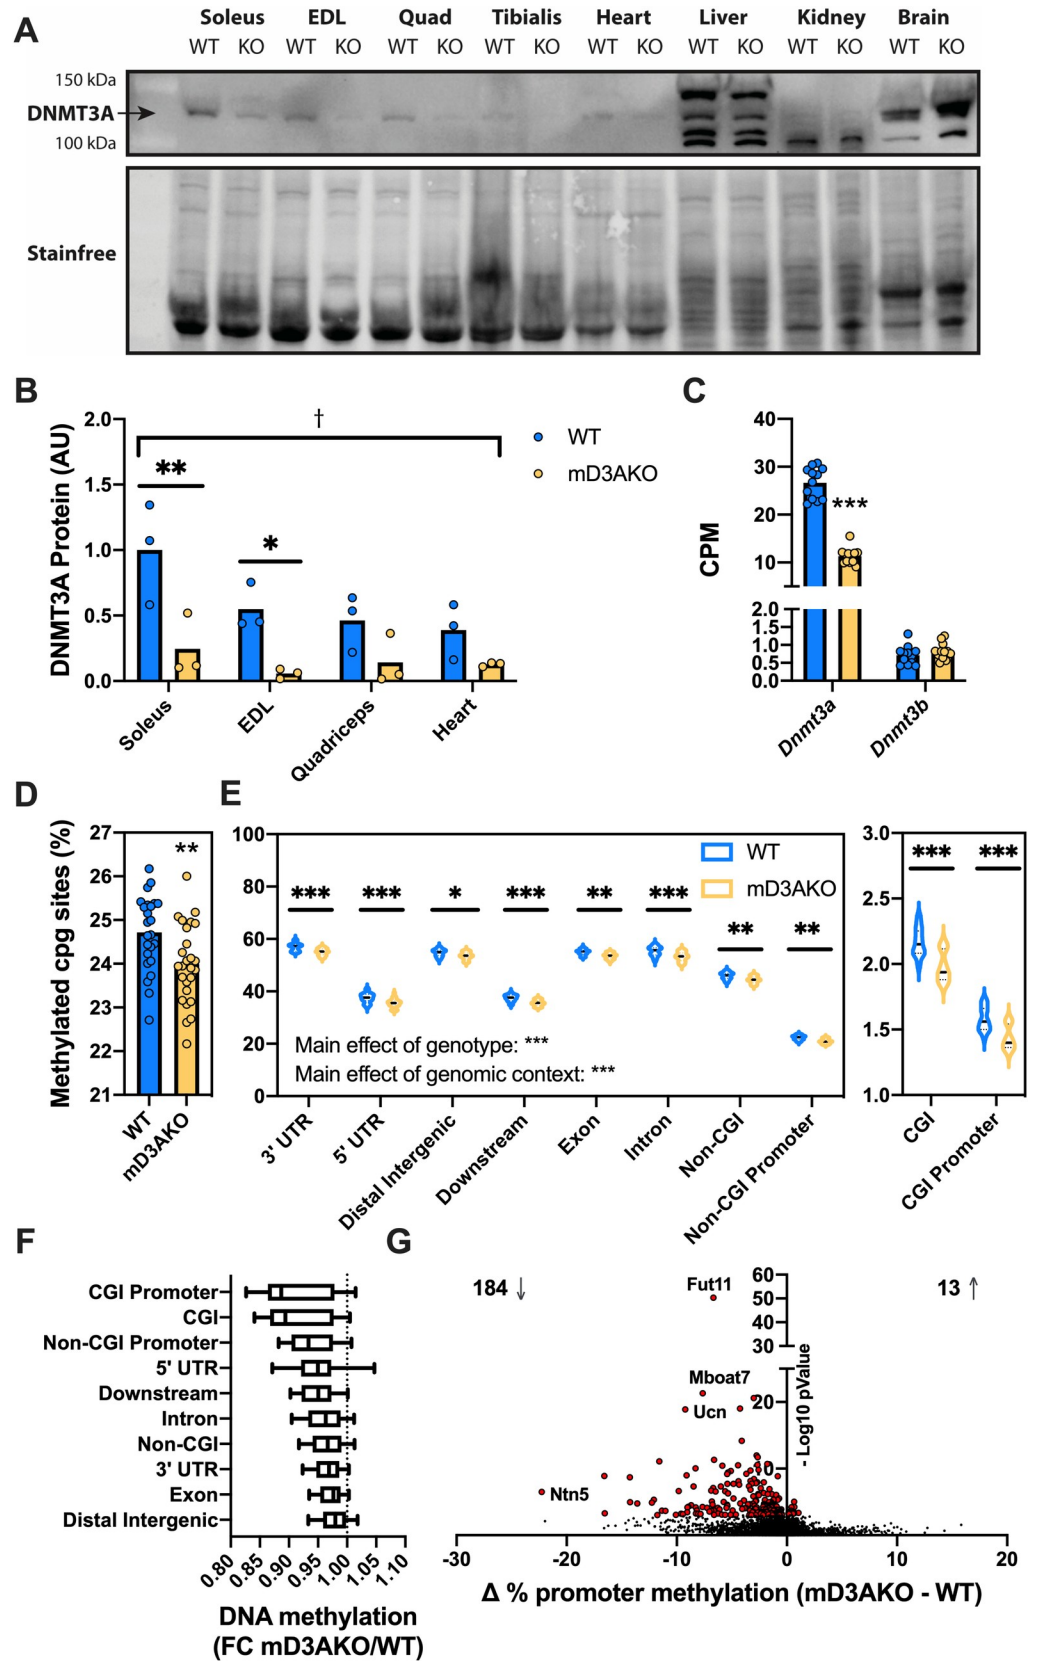 A
Soleus EDL Quad Tibialis Heart Liver Kidney Brain
WT KO WT KO WT KO WT KO WT KO WT KO WT KO WT KO
150 kDa
DNMT3A
100 kDa
Stainfree
B
DNMT3A Protein (AU)
2.0
1.5
1.0
0.5
0.0
†
**
*
WT
mD3AKO
Soleus
EDL
Quadriceps
Heart
C
CPM
40
30
20
10
2.0
1.5
1.0
0.5
0.0
***
Dnmt3a
Dnmt3b
D
Methylated cpg sites (%)
27
26
25
24
23
22
21
**
WT
mD3AKO
E
100
80
60
40
20
0
WT
mD3AKO
*** *** * *** ** *** ** **
Main effect of genotype: ***
Main effect of genomic context: ***
3' UTR
5' UTR
Distal Intergenic
Downstream
Exon
Intron
Non-CGI
Non-CGI Promoter
3.0
2.5
2.0
1.5
1.0
*** ***
CGI
CGI Promoter
F
CGI Promoter
CGI
Non-CGI Promoter
5' UTR
Downstream
Intron
Non-CGI
3' UTR
Exon
Distal Intergenic
0.80 0.85 0.90 0.95 1.00 1.05 1.10
DNA methylation
(FC mD3AKO/WT)
G
184 ↓
13 ↑
60
50
40
30
20
0
- Log10 pValue
Fut11
Mboat7
Ucn
Ntn5
-30 -20 -10 0 10 20
Δ % promoter methylation (mD3AKO - WT)